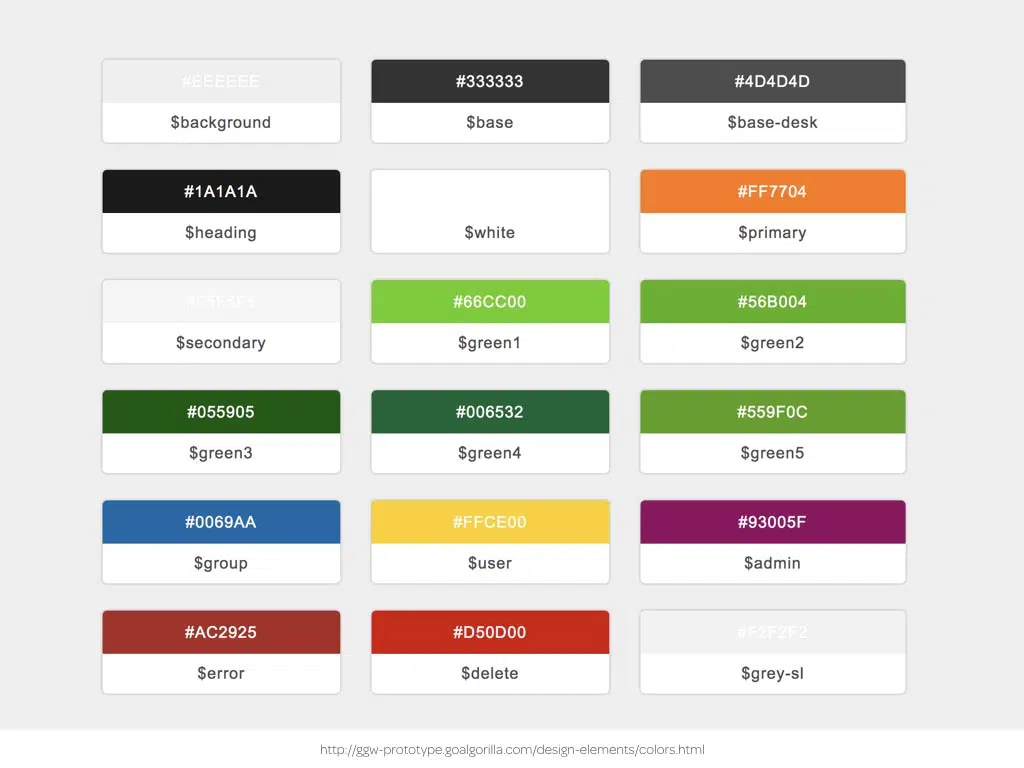 #EEEEEE
$background
#333333
$base
#4D4D4D
$base-desk
#1A1A1A
$heading
$white
#FF7704
$primary
#F5F5F5
$secondary
#66CC00
$green1
#56B004
$green2
#055905
$green3
#006532
$green4
#559F0C
$green5
#0069AA
$group
#FFCE00
$user
#93005F
$admin
#AC2925
$error
#D50D00
$delete
#F2F2F2
$grey-sl
http://ggw-prototype.goalgorilla.com/design-elements/colors.html